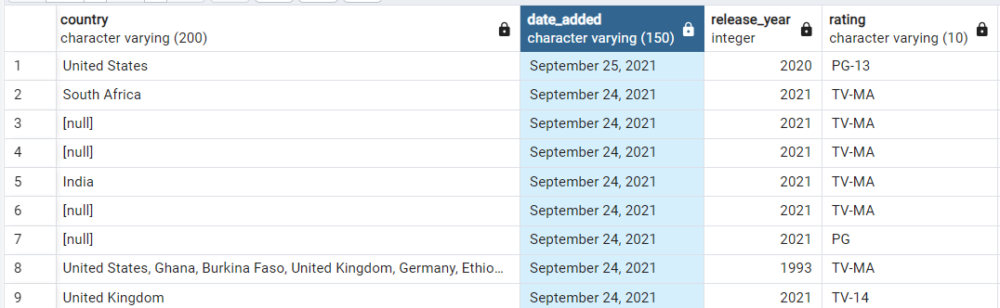 country date_added release_year rating
character varying (200) character varying (150) integer character varying (10)
1 United States September 25, 2021 2020 PG-13
2 South Africa September 24, 2021 2021 TV-MA
3 [null] September 24, 2021 2021 TV-MA
4 [null] September 24, 2021 2021 TV-MA
5 India September 24, 2021 2021 TV-MA
6 [null] September 24, 2021 2021 TV-MA
7 [null] September 24, 2021 2021 PG
8 United States, Ghana, Burkina Faso, United Kingdom, Germany, Ethio... September 24, 2021 1993 TV-MA
9 United Kingdom September 24, 2021 2021 TV-14